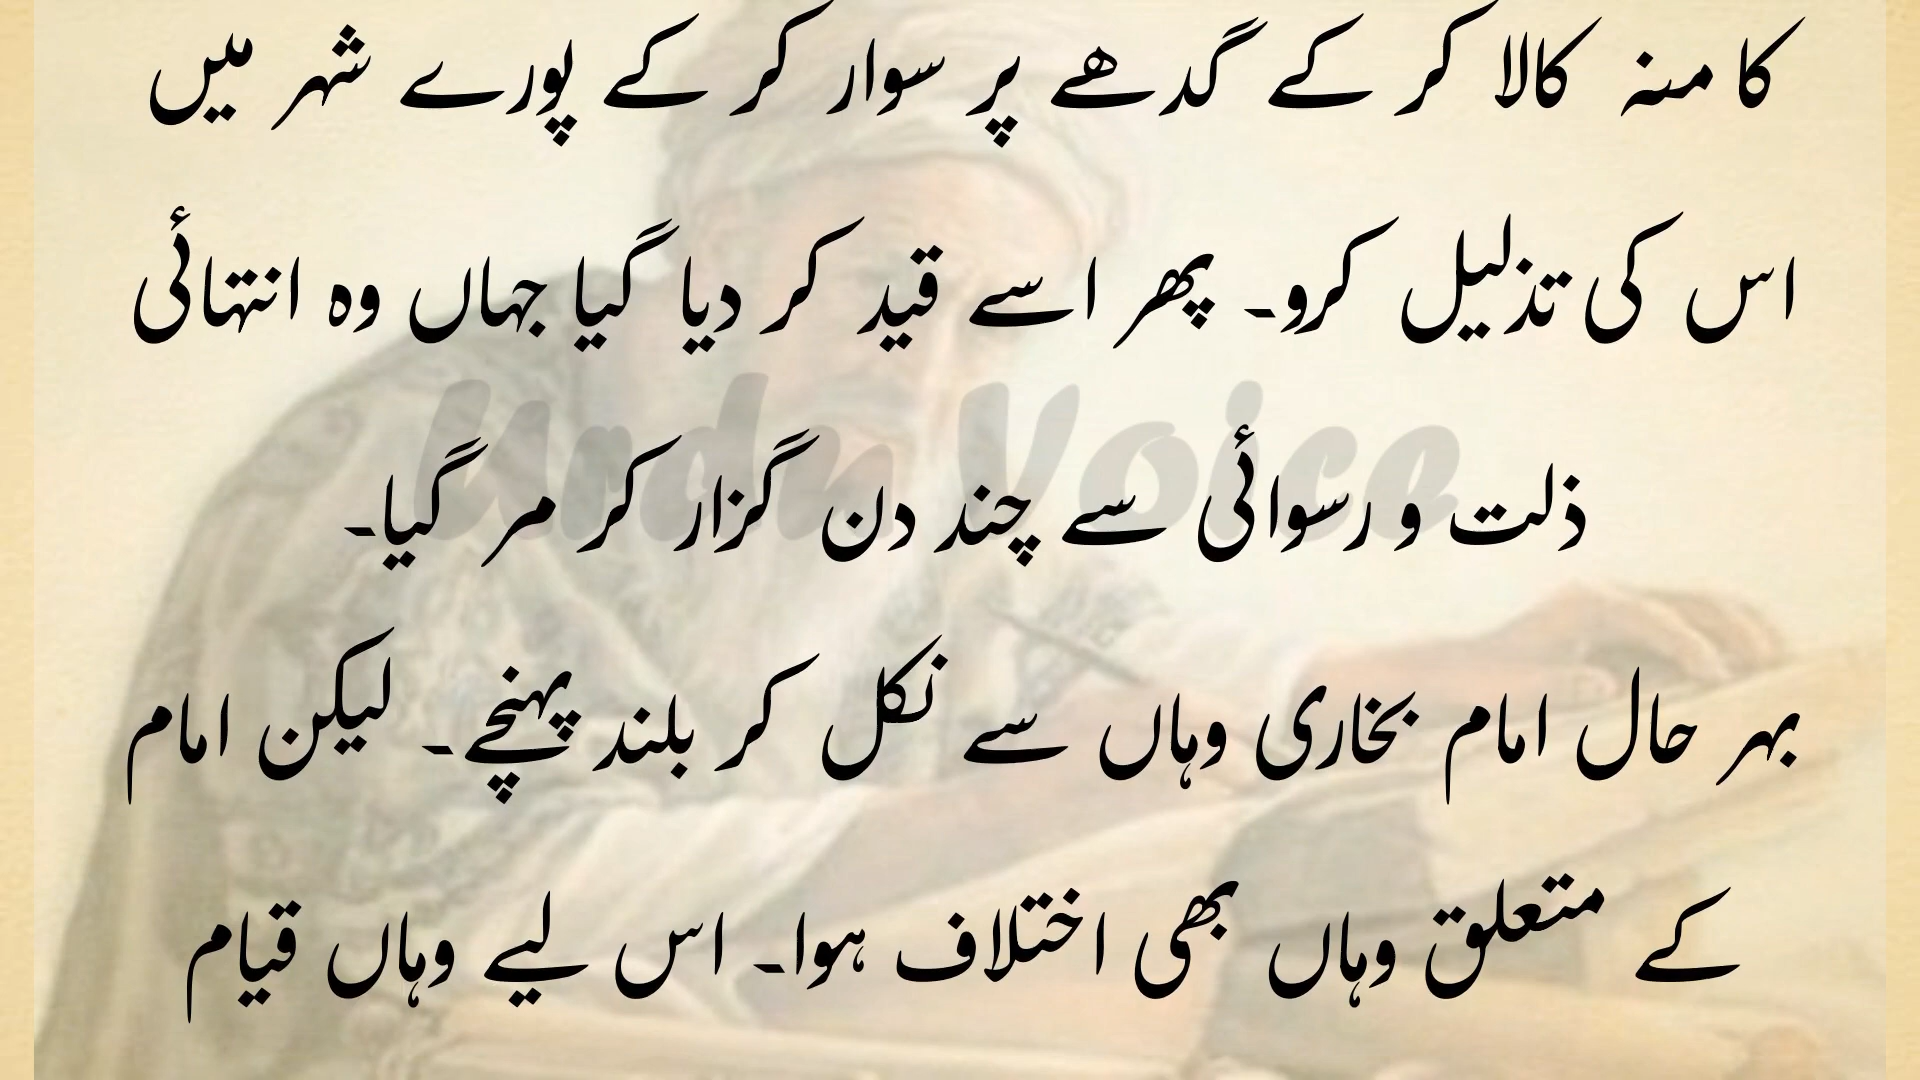 کا منہ کالا کر کے گدھے پر سوار کر کے پورے شہر میں
اس کی تذلیل کرو۔ پھر اسے قید کر دیا گیا جہاں وہ انتہائی
Urdu Voice
ذلت و رسوائی سے چند دن گزار کر مر گیا۔
بہر حال امام بخاری وہاں سے نکل کر بلند پہنچے۔ لیکن امام
کے متعلق وہاں بھی اختلاف ہوا۔ اس لیے وہاں قیام